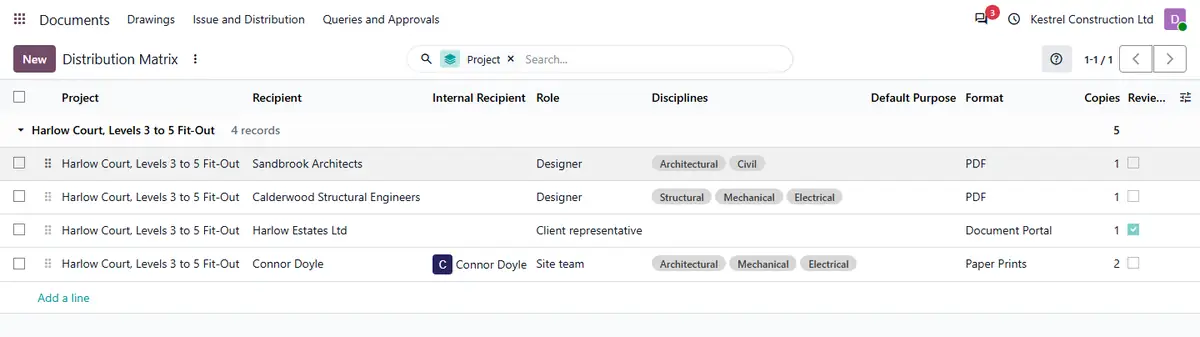 Documents Drawings Issue and Distribution Queries and Approvals 3 Kestrel Construction Ltd D
New Distribution Matrix Project Search... 1-1 / 1
Project Recipient Internal Recipient Role Disciplines Default Purpose Format Copies Revie...
Harlow Court, Levels 3 to 5 Fit-Out 4 records 5
Harlow Court, Levels 3 to 5 Fit-Out Sandbrook Architects Designer Architectural Civil PDF 1
Harlow Court, Levels 3 to 5 Fit-Out Calderwood Structural Engineers Designer Structural Mechanical Electrical PDF 1
Harlow Court, Levels 3 to 5 Fit-Out Harlow Estates Ltd Client representative Document Portal 1
Harlow Court, Levels 3 to 5 Fit-Out Connor Doyle C Connor Doyle Site team Architectural Mechanical Electrical Paper Prints 2
Add a line